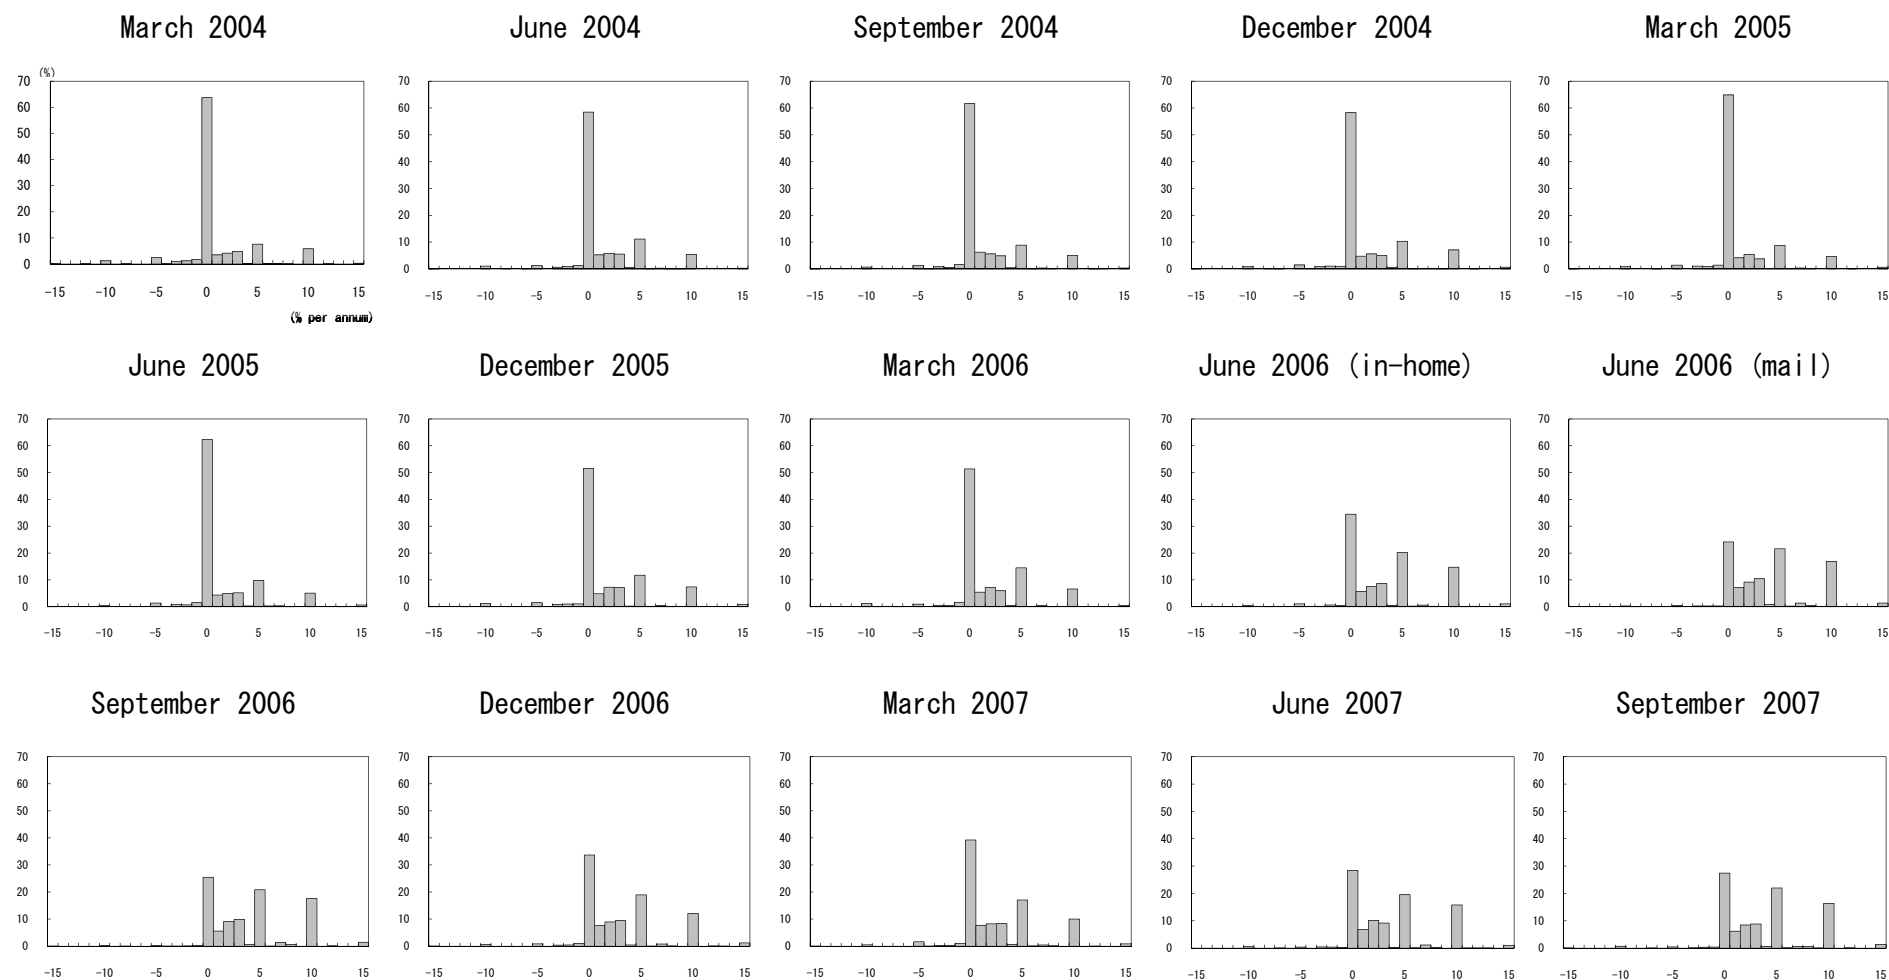 March 2004 June 2004 September 2004 December 2004 March 2005
(%)
70 70 70 70 70
60 60 60 60 60
50 50 50 50 50
40 40 40 40 40
30 30 30 30 30
20 20 20 20 20
10 10 10 10 10
0 0 0 0 0
-15 -10 -5 0 5 10 15 -15 -10 -5 0 5 10 15 -15 -10 -5 0 5 10 15 -15 -10 -5 0 5 10 15 -15 -10 -5 0 5 10 15
(% per annum)
June 2005 December 2005 March 2006 June 2006 (in-home) June 2006 (mail)
70 70 70 70 70
60 60 60 60 60
50 50 50 50 50
40 40 40 40 40
30 30 30 30 30
20 20 20 20 20
10 10 10 10 10
0 0 0 0 0
-15 -10 -5 0 5 10 15 -15 -10 -5 0 5 10 15 -15 -10 -5 0 5 10 15 -15 -10 -5 0 5 10 15 -15 -10 -5 0 5 10 15
September 2006 December 2006 March 2007 June 2007 September 2007
70 70 70 70 70
60 60 60 60 60
50 50 50 50 50
40 40 40 40 40
30 30 30 30 30
20 20 20 20 20
10 10 10 10 10
0 0 0 0 0
-15 -10 -5 0 5 10 15 -15 -10 -5 0 5 10 15 -15 -10 -5 0 5 10 15 -15 -10 -5 0 5 10 15 -15 -10 -5 0 5 10 15